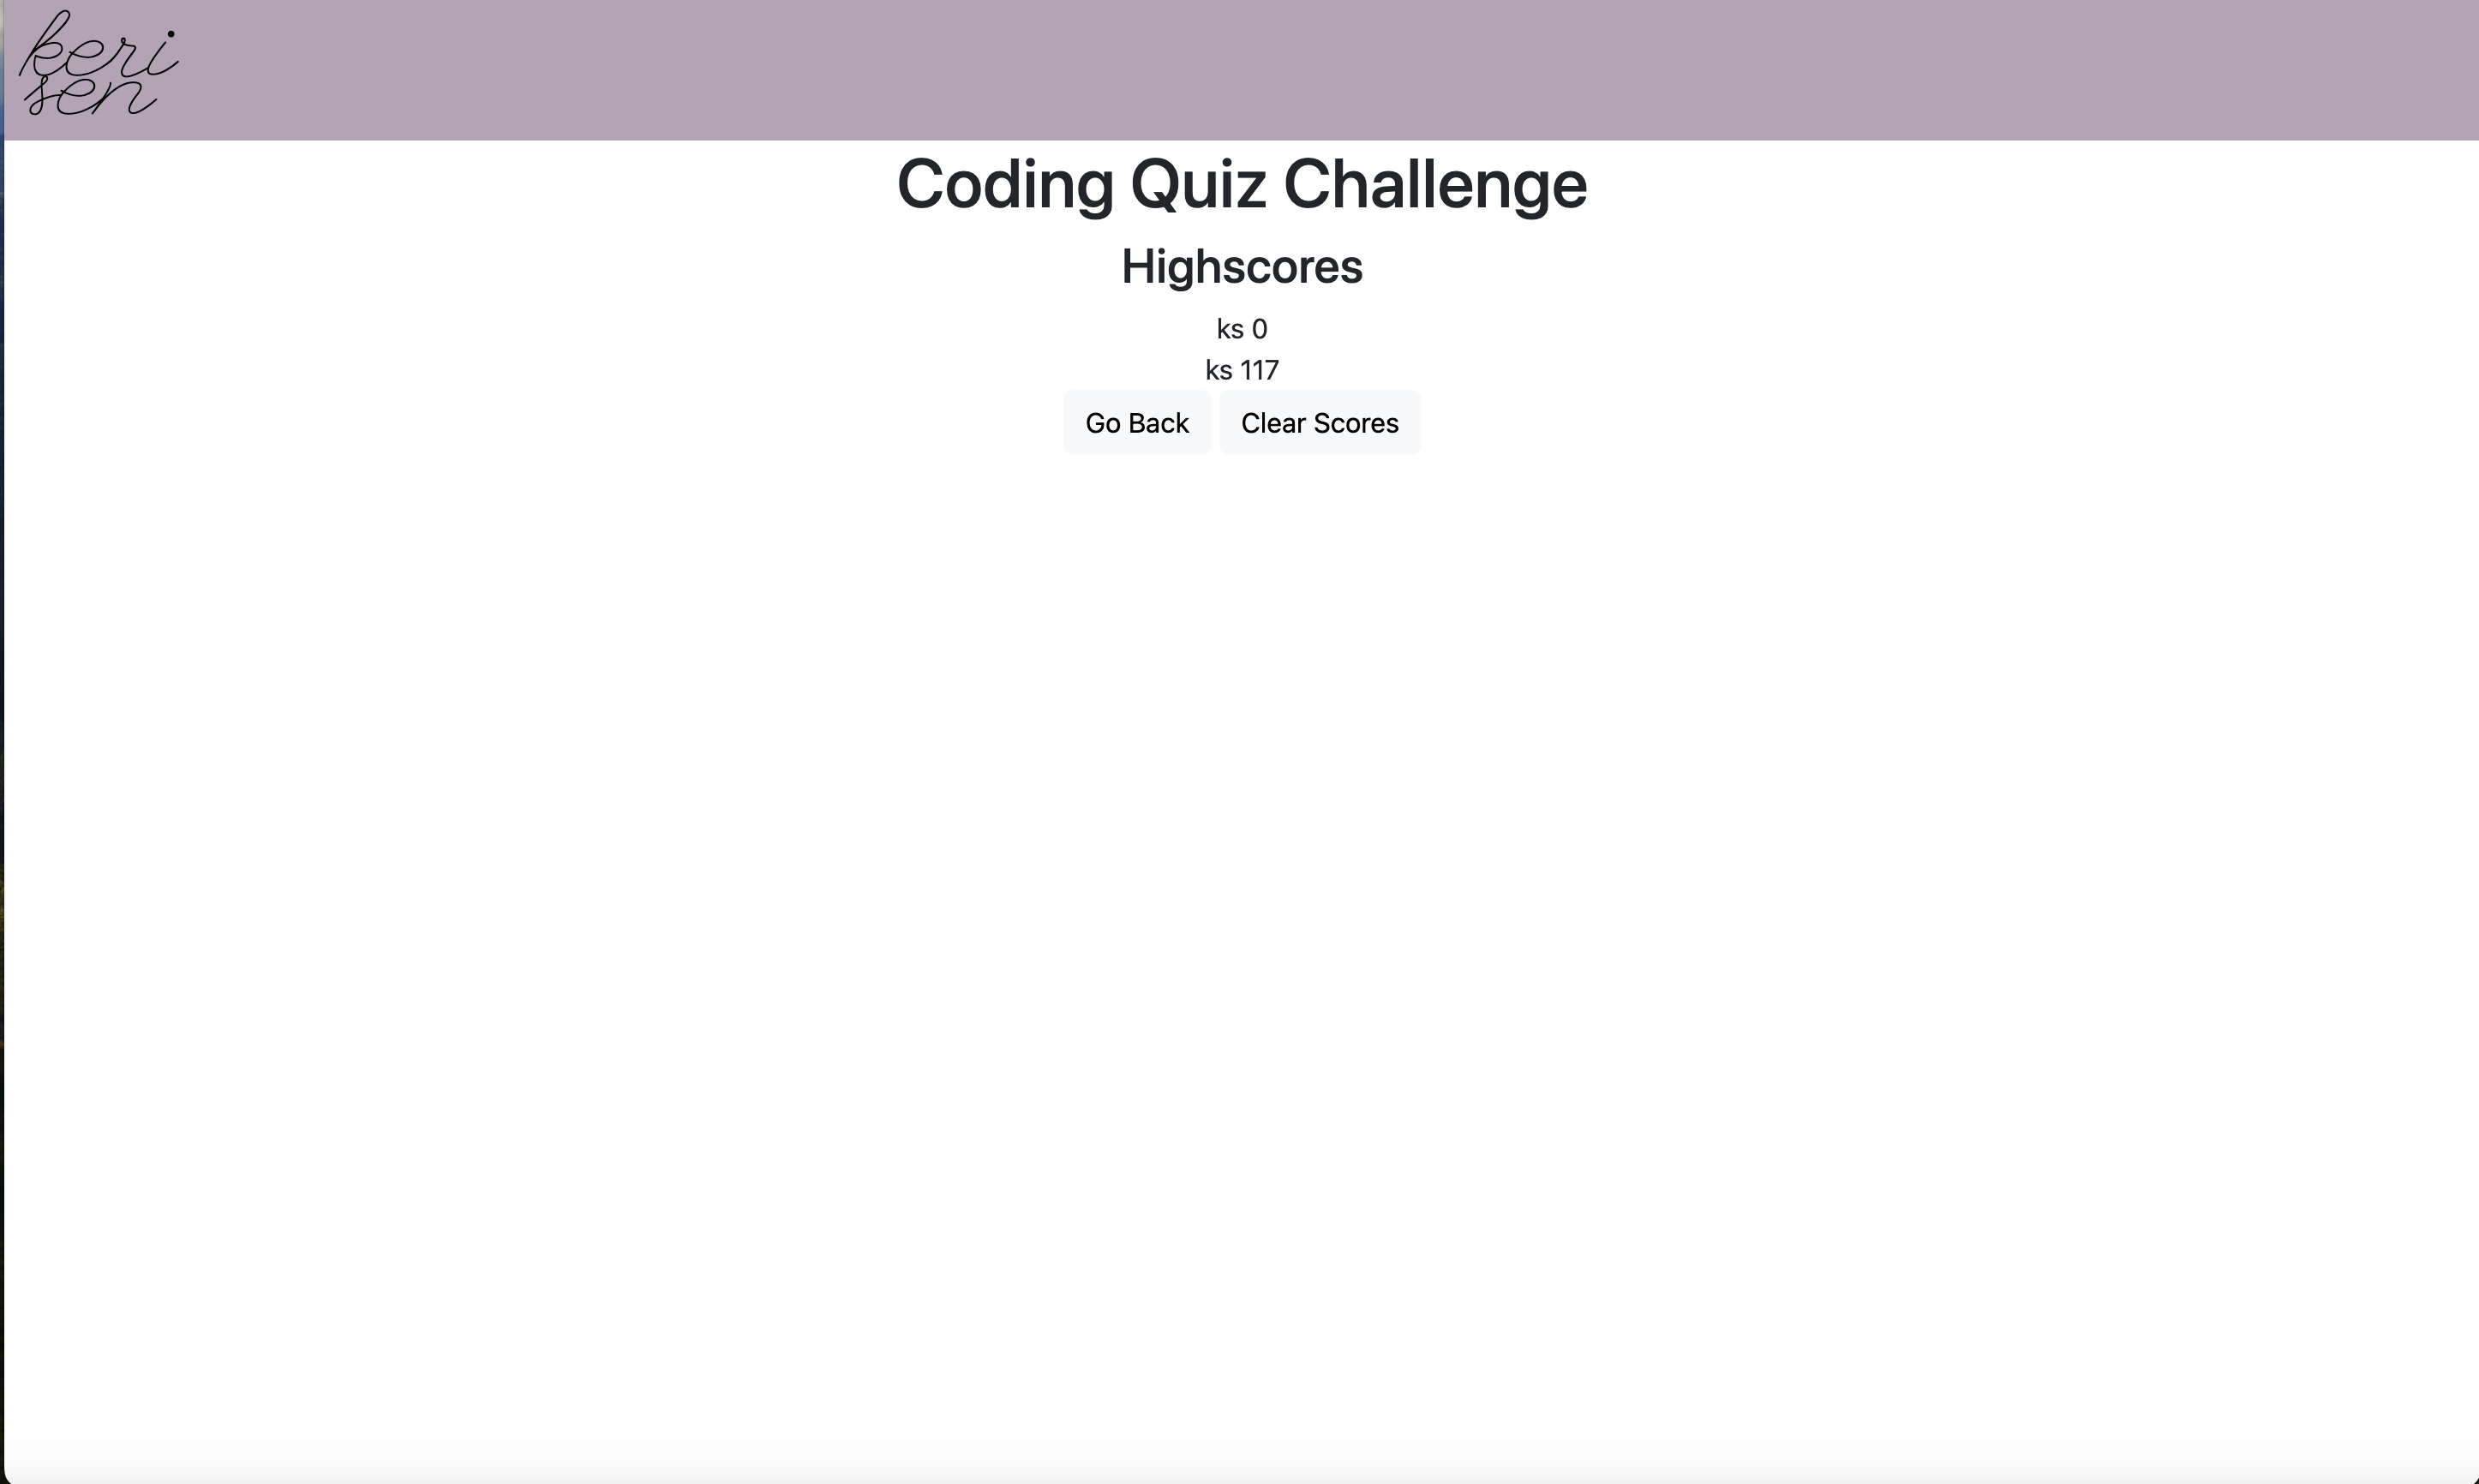 keri
sen
Coding Quiz Challenge
Highscores
ks 0
ks 117
Go Back Clear Scores